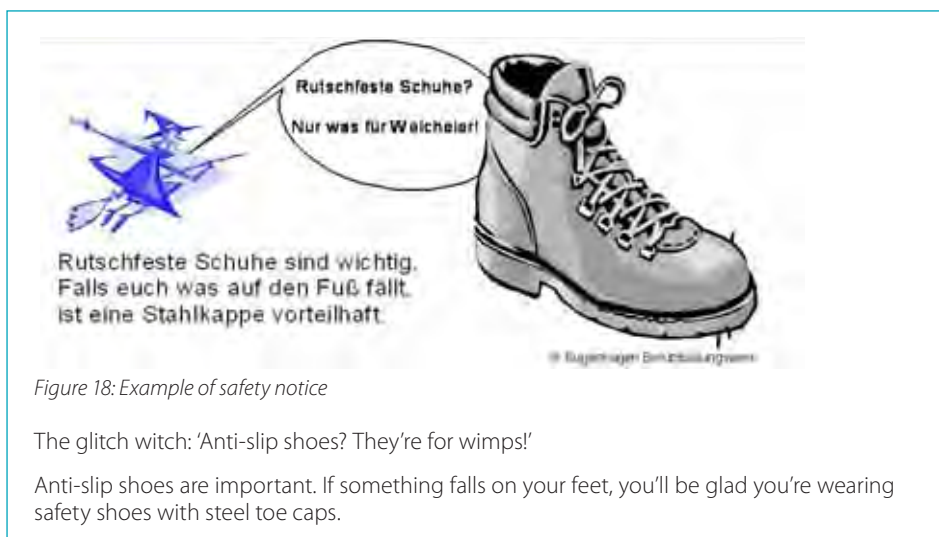 Rutschfeste Schuhe?
Nur was für Weicheier!
Rutschfeste Schuhe sind wichtig.
Falls euch was auf den Fuß fällt,
ist eine Stahlkappe vorteilhaft.
© Bugenhagen Berufsbildungswerk
Figure 18: Example of safety notice
The glitch witch: ‘Anti-slip shoes? They’re for wimps!’
Anti-slip shoes are important. If something falls on your feet, you’ll be glad you’re wearing
safety shoes with steel toe caps.